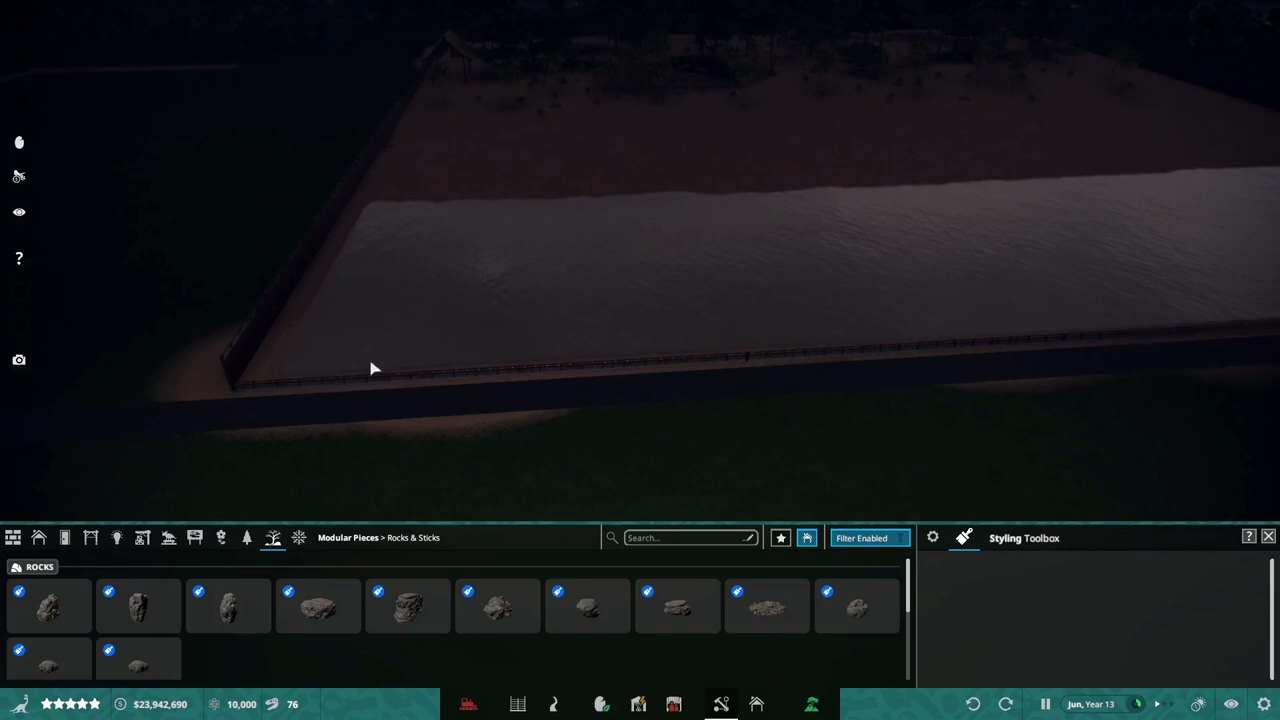 ?
Modular Pieces > Rocks & Sticks
Search...
Filter Enabled
Styling Toolbox
?
ROCKS
$23,942,690
10,000
76
Jun, Year 13